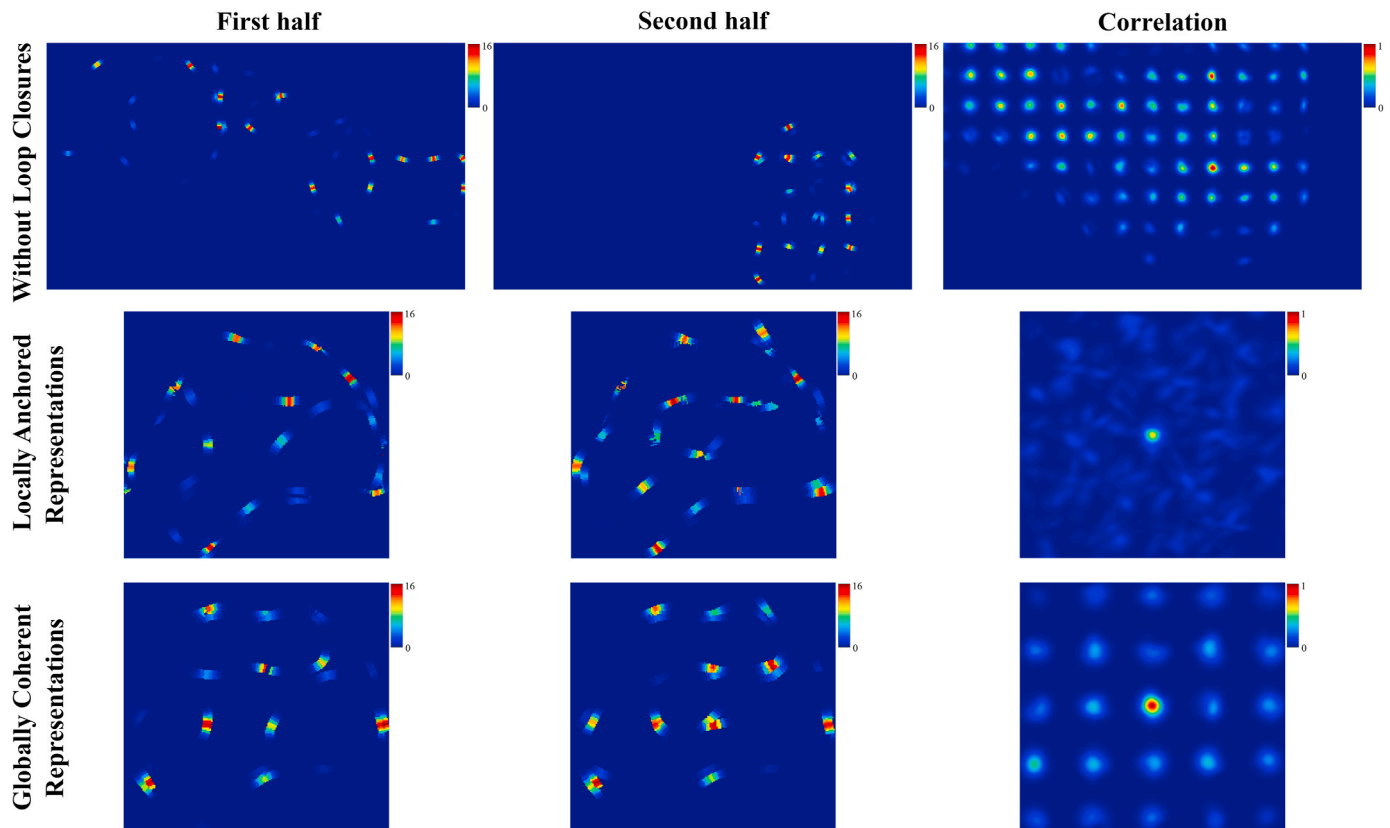 First half
Second half
Correlation
Without Loop Closures
16
0
16
0
1
0
Locally Anchored
Representations
16
0
16
0
1
0
Globally Coherent
Representations
16
0
16
0
1
0